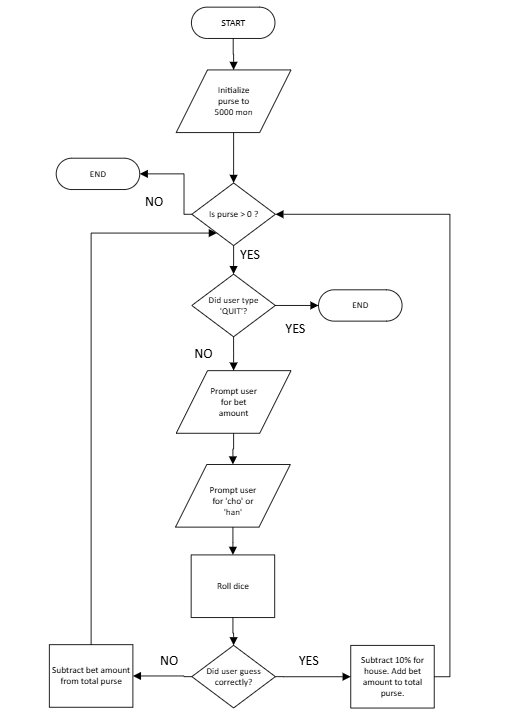 START
Initialize
purse to
5000 mon
END
NO
Is purse > 0 ?
YES
Did user type
'QUIT'?
END
YES
NO
Prompt user
for bet
amount
Prompt user
for 'cho' or
'han'
Roll dice
Subtract bet amount
from total purse
NO
Did user guess
correctly?
YES
Subtract 10% for
house. Add bet
amount to total
purse.